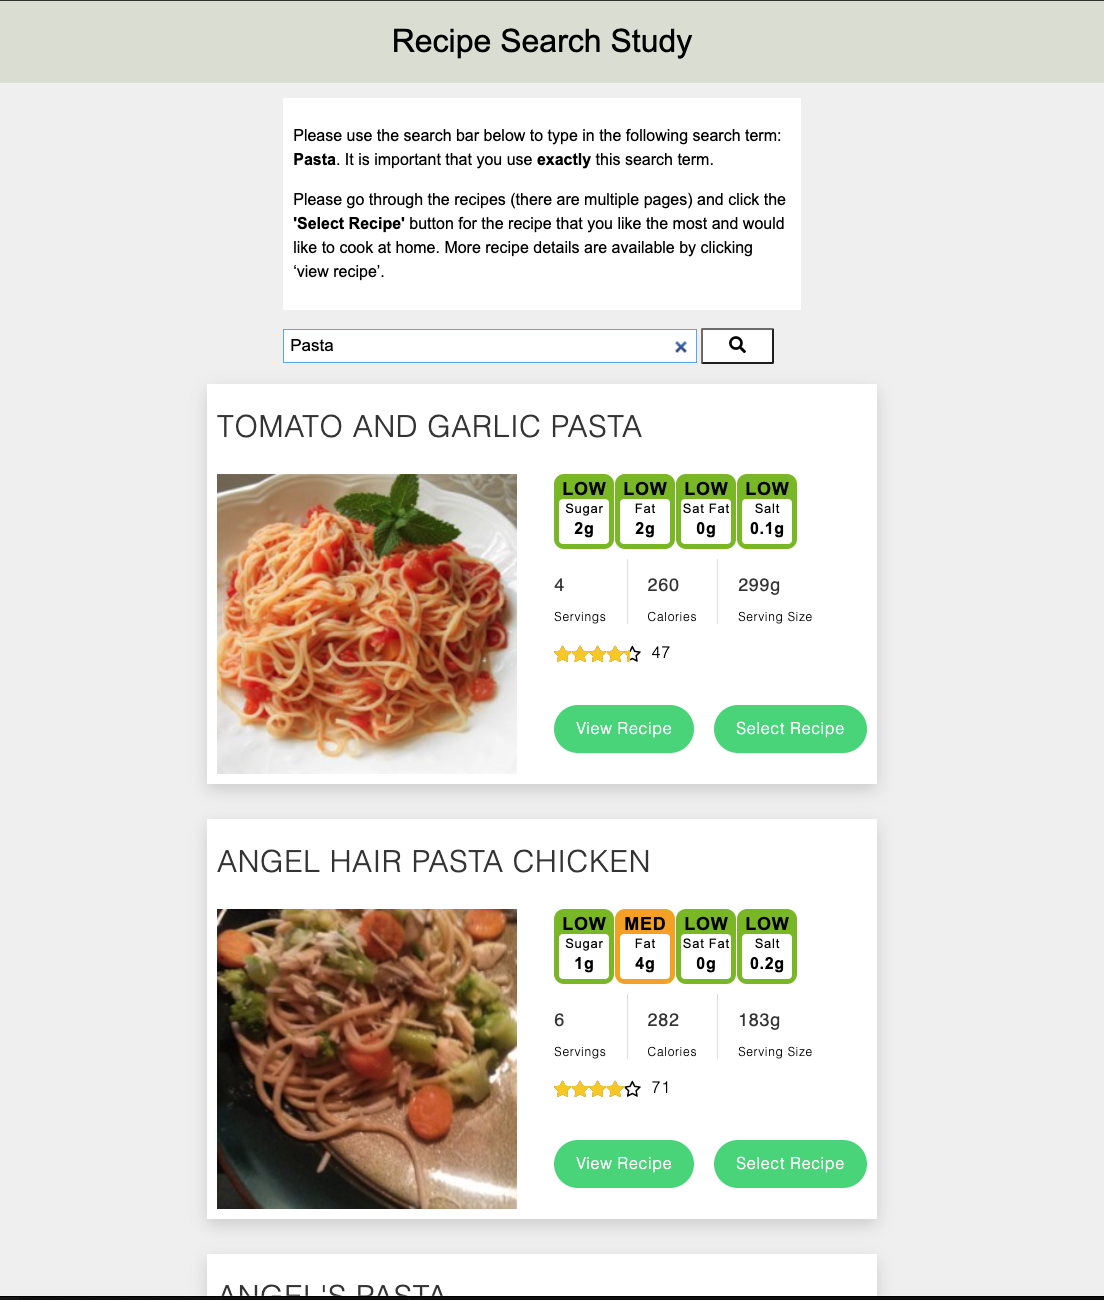 Recipe Search Study
Please use the search bar below to type in the following search term:
Pasta. It is important that you use exactly this search term.
Please go through the recipes (there are multiple pages) and click the
'Select Recipe' button for the recipe that you like the most and would
like to cook at home. More recipe details are available by clicking
‘view recipe’.
Pasta
TOMATO AND GARLIC PASTA
LOW LOW LOW LOW
Sugar Fat Sat Fat Salt
2g 2g 0g 0.1g
4 260 299g
Servings Calories Serving Size
47
View Recipe Select Recipe
ANGEL HAIR PASTA CHICKEN
LOW MED LOW LOW
Sugar Fat Sat Fat Salt
1g 4g 0g 0.2g
6 282 183g
Servings Calories Serving Size
71
View Recipe Select Recipe
ANGEL'S PASTA